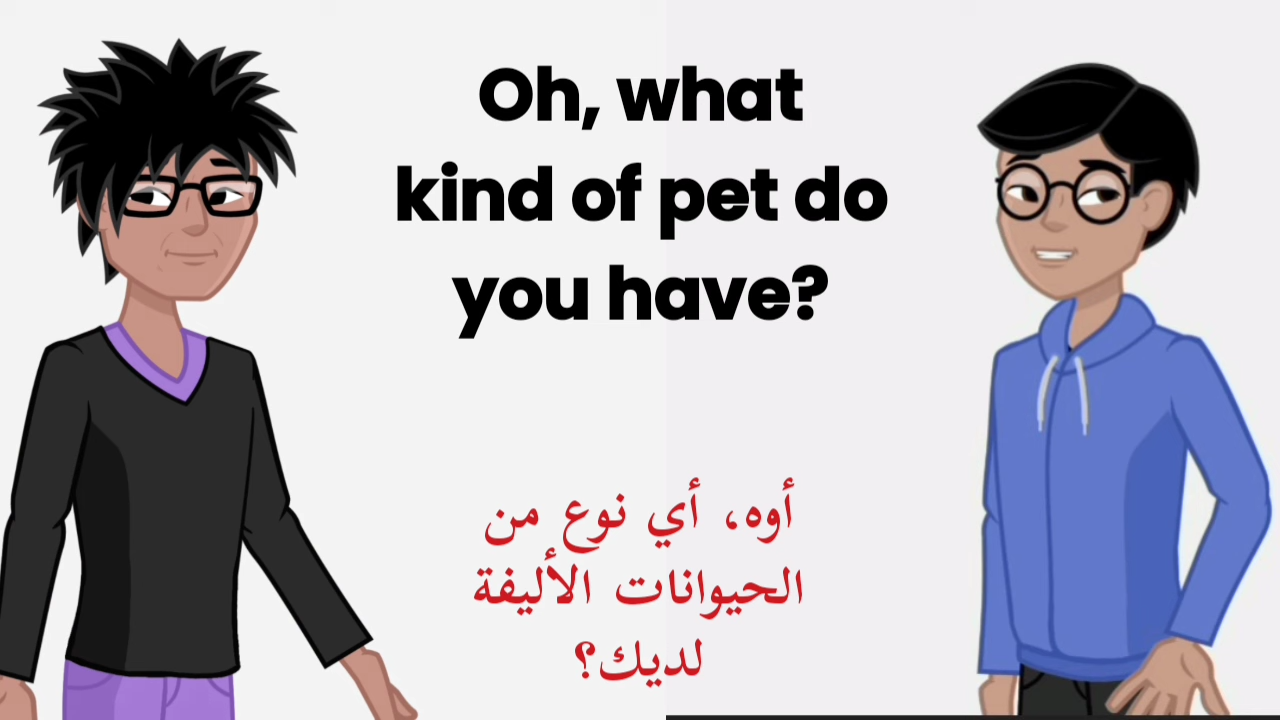 Oh, what
kind of pet do
you have?
أوه، أي نوع من
الحيوانات الأليفة
لديك؟